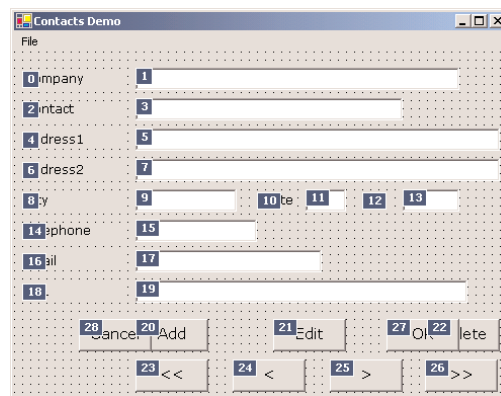 Contacts Demo
File
0 mpany 1
2 ntact 3
4 dress1 5
6 dress2 7
8 y 9 10 te 11 12 13
14 ephone 15
16 ail 17
18 . 19
28 Cancel 20 Add 21 Edit 27 OK 22 lete
23 << 24 < 25 > 26 >>